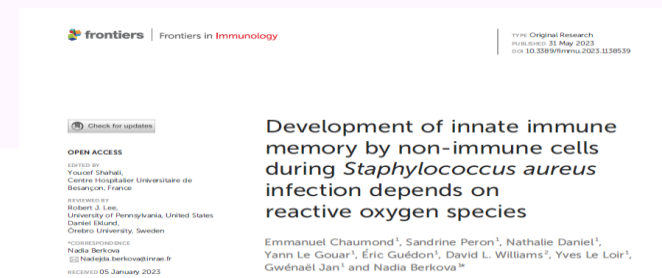 frontiers | Frontiers in Immunology
TYPE Original Research
PUBLISHED 31 May 2023
DOI 10.3389/fimmu.2023.1138539
Check for updates
OPEN ACCESS
EDITED BY
Youcef Shahali,
Centre Hospitalier Universitaire de
Besançon, France
REVIEWED BY
Robert J. Lee,
University of Pennsylvania, United States
Daniel Eklund,
Örebro University, Sweden
*CORRESPONDENCE
Nadia Berkova
Nadejda.berkova@inrae.fr
RECEIVED 05 January 2023
Development of innate immune
memory by non-immune cells
during Staphylococcus aureus
infection depends on
reactive oxygen species
Emmanuel Chaumond¹, Sandrine Peron¹, Nathalie Daniel¹,
Yann Le Gouar¹, Éric Guédon¹, David L. Williams², Yves Le Loir¹,
Gwénaël Jan¹ and Nadia Berkova¹*